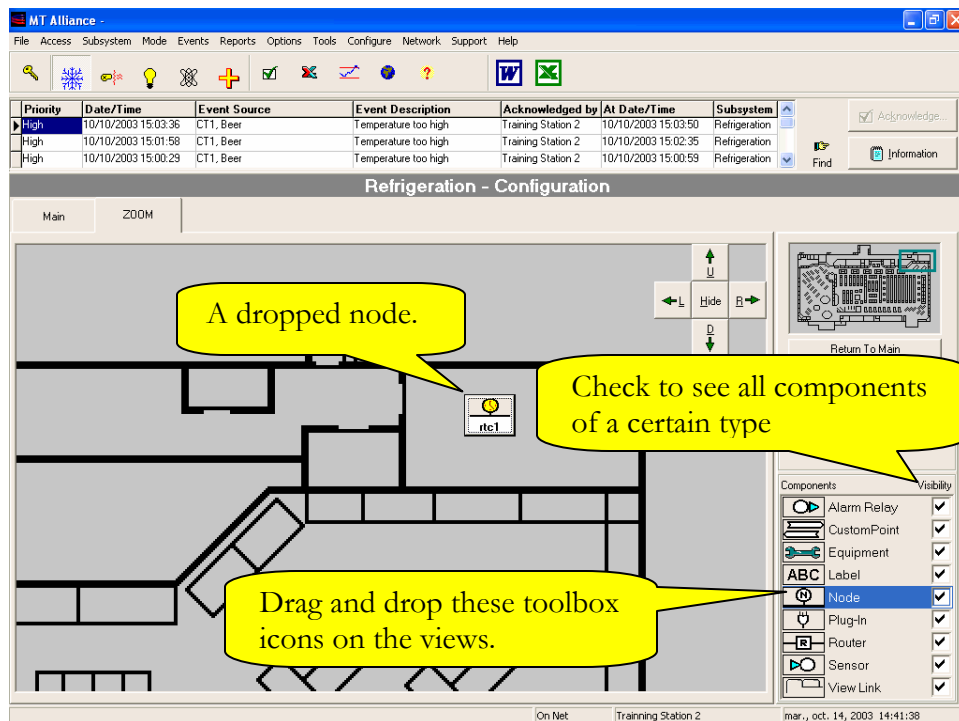 MT Alliance -
File Access Subsystem Mode Events Reports Options Tools Configure Network Support Help
Priority Date/Time Event Source Event Description Acknowledged by At Date/Time Subsystem
High 10/10/2003 15:03:36 CT1, Beer Temperature too high Training Station 2 10/10/2003 15:03:50 Refrigeration
High 10/10/2003 15:01:58 CT1, Beer Temperature too high Training Station 2 10/10/2003 15:02:35 Refrigeration
High 10/10/2003 15:00:29 CT1, Beer Temperature too high Training Station 2 10/10/2003 15:00:59 Refrigeration
Acknowledge...
Find
Information
Refrigeration - Configuration
Main ZOOM
U
L Hide R
D
Return To Main
A dropped node.
rtc1
Check to see all components
of a certain type
Components Visibility
Alarm Relay
CustomPoint
Equipment
ABC Label
N Node
Plug-In
R Router
Sensor
View Link
Drag and drop these toolbox
icons on the views.
On Net Trainning Station 2 mar., oct. 14, 2003 14:41:38